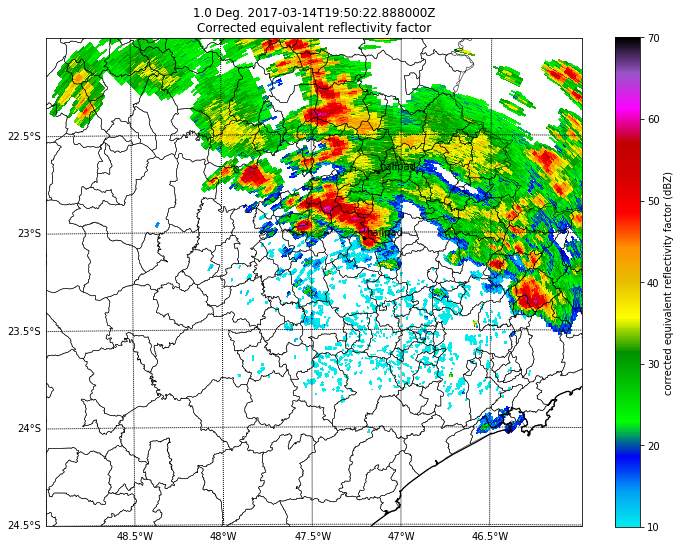 1.0 Deg. 2017-03-14T19:50:22.888000Z
Corrected equivalent reflectivity factor
70
60
50
40
30
20
10
corrected equivalent reflectivity factor (dBZ)
22.5°S
23°S
23.5°S
24°S
24.5°S
48.5°W
48°W
47.5°W
47°W
46.5°W
hailpad
hailpad